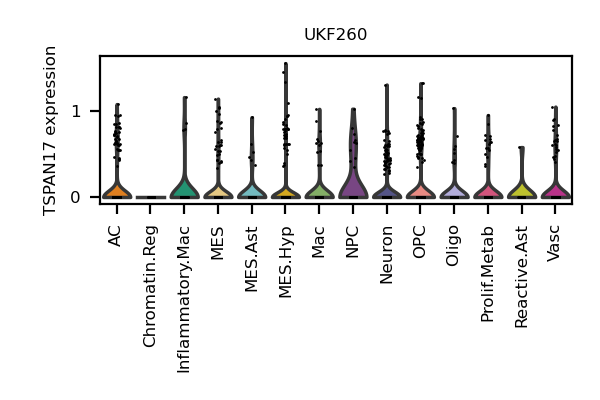 UKF260
TSPAN17 expression
1
0
AC
Chromatin.Reg
Inflammatory.Mac
MES
MES.Ast
MES.Hyp
Mac
NPC
Neuron
OPC
Oligo
Prolif.Metab
Reactive.Ast
Vasc